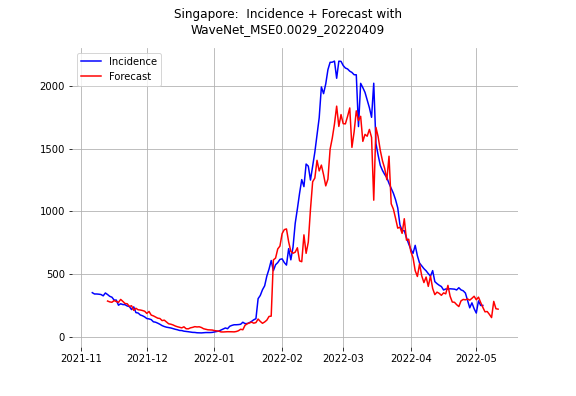 Singapore:  Incidence + Forecast with
WaveNet_MSE0.0029_20220409
Incidence
Forecast
2000
1500
1000
500
0
2021-11 2021-12 2022-01 2022-02 2022-03 2022-04 2022-05